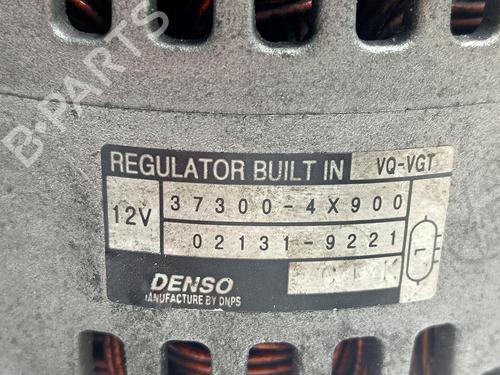 B-PARTS
REGULATOR BUILT IN VQ-VGT
12V
37300-4X900
02131-9221
L
DENSO
MANUFACTURE BY DNPS